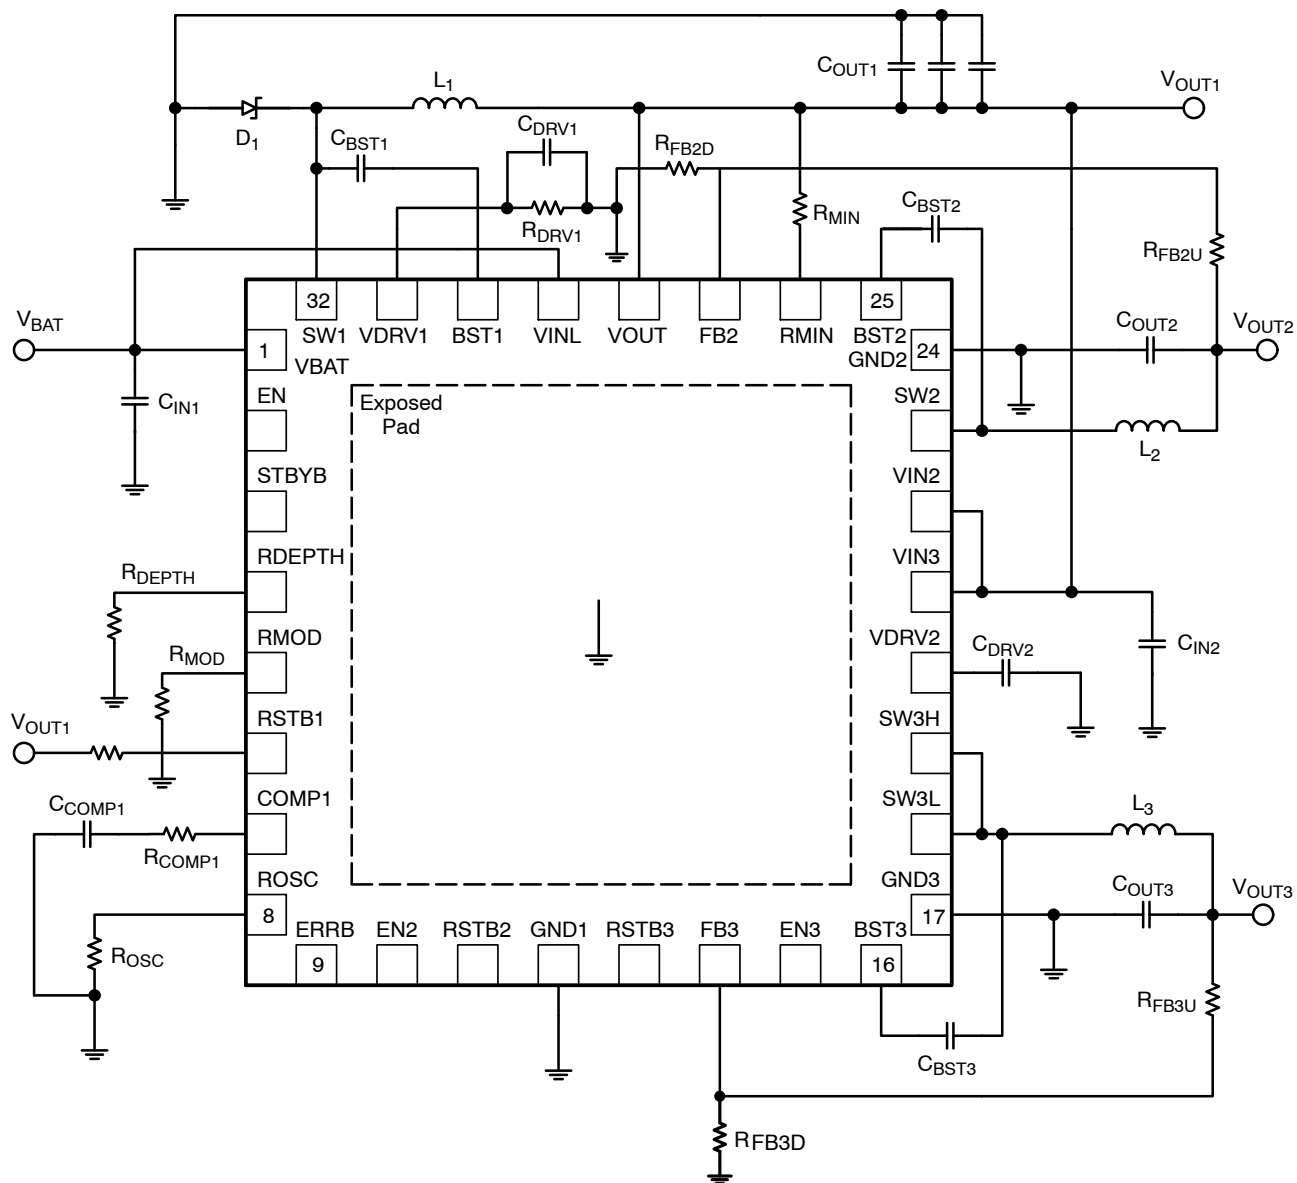 COUT1
VOUT1
L1
D1
CBST1
CDRV1
RDRV1
RFB2D
RMIN
CBST2
RFB2U
VBAT
CIN1
COUT2
VOUT2
L2
32
25
SW1
VDRV1
BST1
VINL
VOUT
FB2
RMIN
BST2
1
VBAT
GND2
24
EN
SW2
Exposed
Pad
STBYB
VIN2
RDEPTH
RDEPTH
VIN3
CIN2
RMOD
RMOD
VDRV2
CDRV2
VOUT1
RSTB1
SW3H
CCOMP1
RCOMP1
COMP1
SW3L
L3
ROSC
8
ROSC
GND3
17
COUT3
VOUT3
ERRB
EN2
RSTB2
GND1
RSTB3
FB3
EN3
BST3
9
16
RFB3U
CBST3
RFB3D